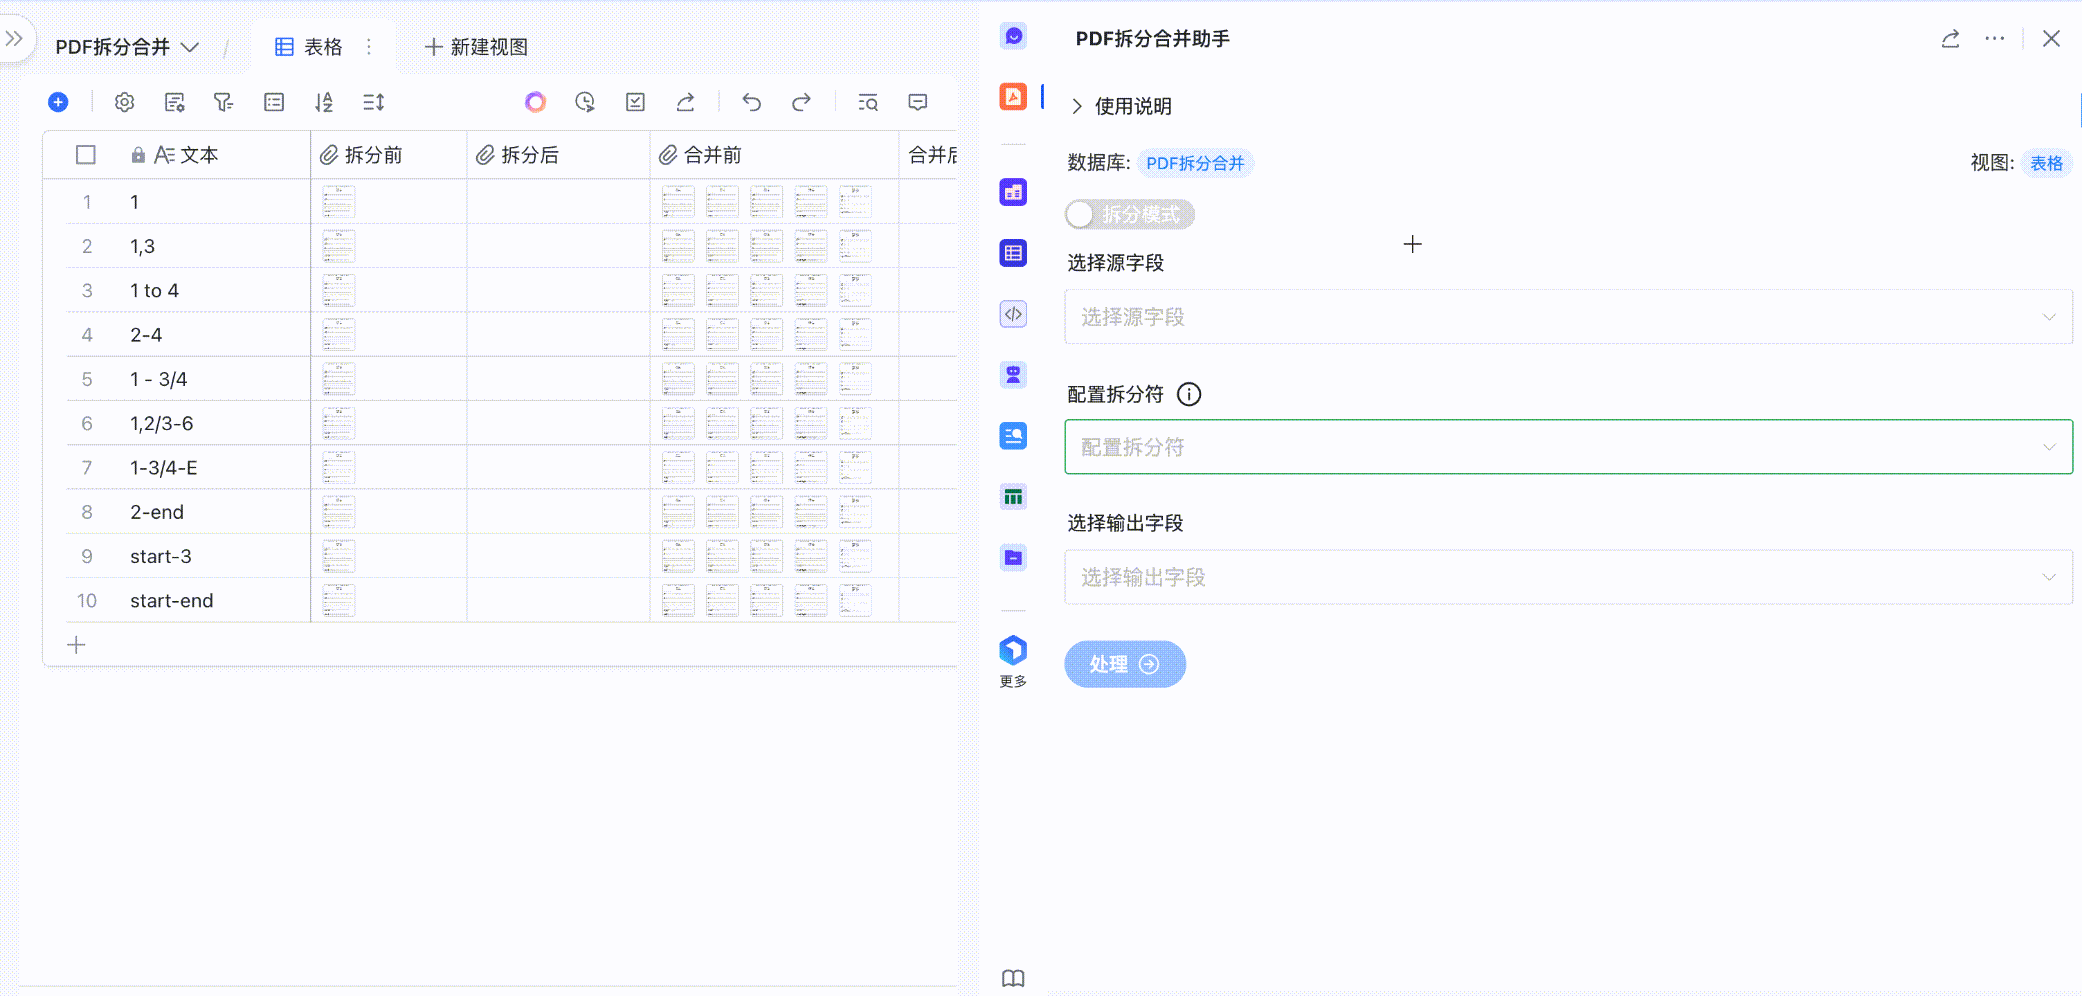 PDF拆分合并 / 表格 新建视图
文本 拆分前 拆分后 合并前 合并后
1 1
2 1,3
3 1 to 4
4 2-4
5 1 - 3/4
6 1,2/3-6
7 1-3/4-E
8 2-end
9 start-3
10 start-end
PDF拆分合并助手
使用说明
数据库: PDF拆分合并 视图: 表格
拆分模式
选择源字段
选择源字段
配置拆分符
配置拆分符
选择输出字段
选择输出字段
处理
更多